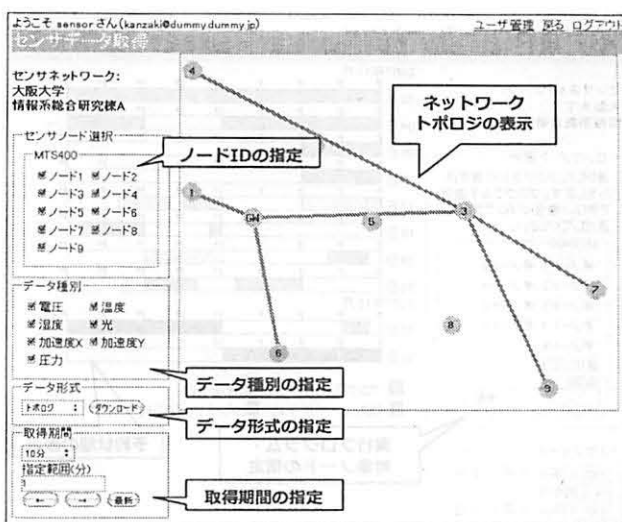 ようこそ sensorさん(kanzaki@dummydummy.jp)
ユーザ管理 戻る ログアウト
センサデータ取得
センサネットワーク:
大阪大学
情報系総合研究棟A
センサノード選択
MTS400
ノード1 ノード2
ノード3 ノード4
ノード5 ノード6
ノード7 ノード8
ノード9
ノードIDの指定
ネットワーク
トポロジの表示
4
1
GW
5
3
7
8
6
9
データ種別
電圧 温度
湿度 光
加速度X 加速度Y
圧力
データ種別の指定
データ形式
トポロジ ダウンロード
データ形式の指定
取得期間
10分
指定範囲(分)
1
← → 最新
取得期間の指定